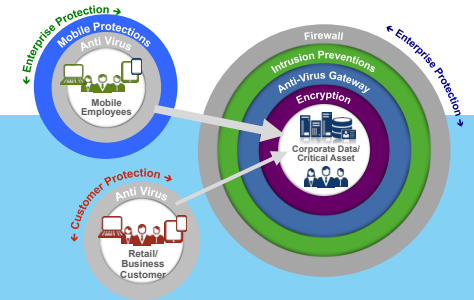 ← Enterprise Protection →
Mobile Protections
Anti Virus
Mobile
Employees
← Customer Protection →
Anti Virus
Retail/
Business
Customer
← Enterprise Protection →
Firewall
Intrusion Preventions
Anti-Virus Gateway
Encryption
Corporate Data/
Critical Asset